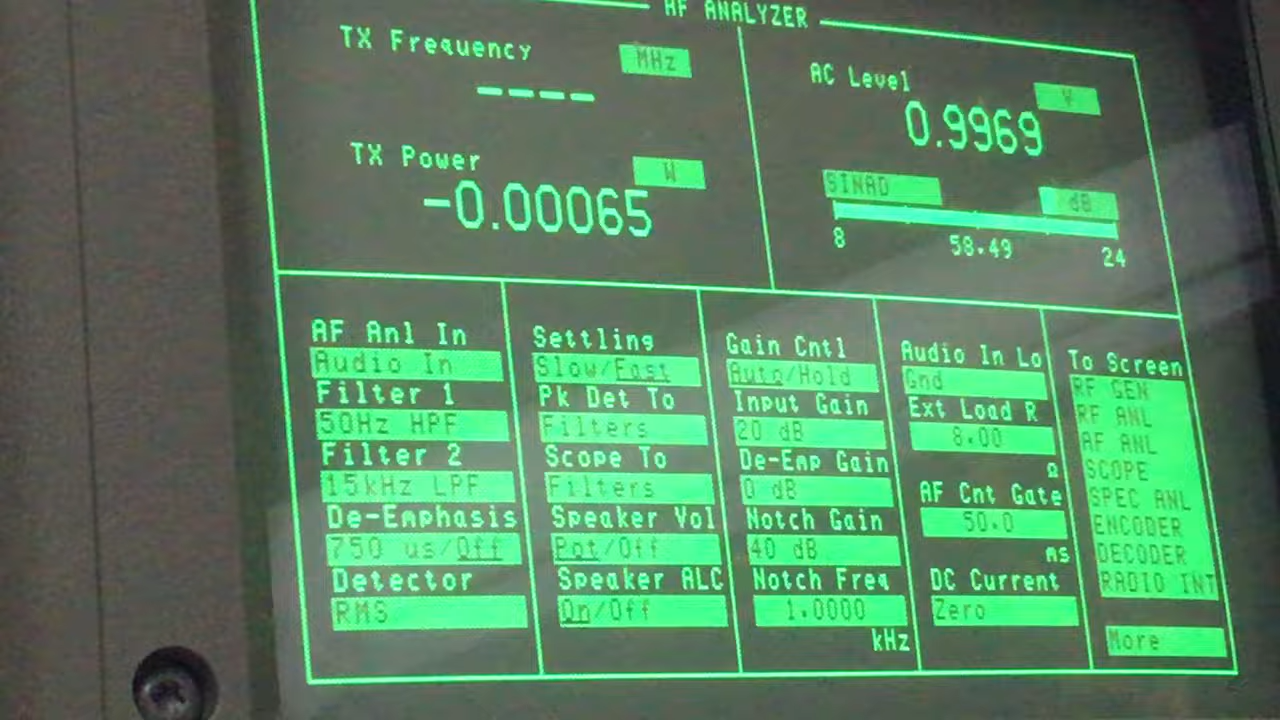 AF ANALYZER
TX Frequency MHz
----
TX Power W
-0.00065
AC Level V
0.9969
SINAD dB
8 58.49 24
AF Anl In
Audio In
Filter 1
50Hz HPF
Filter 2
15kHz LPF
De-Emphasis
750 us/Off
Detector
RMS
Settling
Slow/Fast
Pk Det To
Filters
Scope To
Filters
Speaker Vol
Pot/Off
Speaker ALC
On/Off
Gain Cntl
Auto/Hold
Input Gain
20 dB
De-Emp Gain
0 dB
Notch Gain
40 dB
Notch Freq
1.0000
kHz
Audio In Lo
Gnd
Ext Load R
8.00
Ω
AF Cnt Gate
50.0
ms
DC Current
Zero
To Screen
RF GEN
RF ANL
AF ANL
SCOPE
SPEC ANL
ENCODER
DECODER
RADIO INT
More